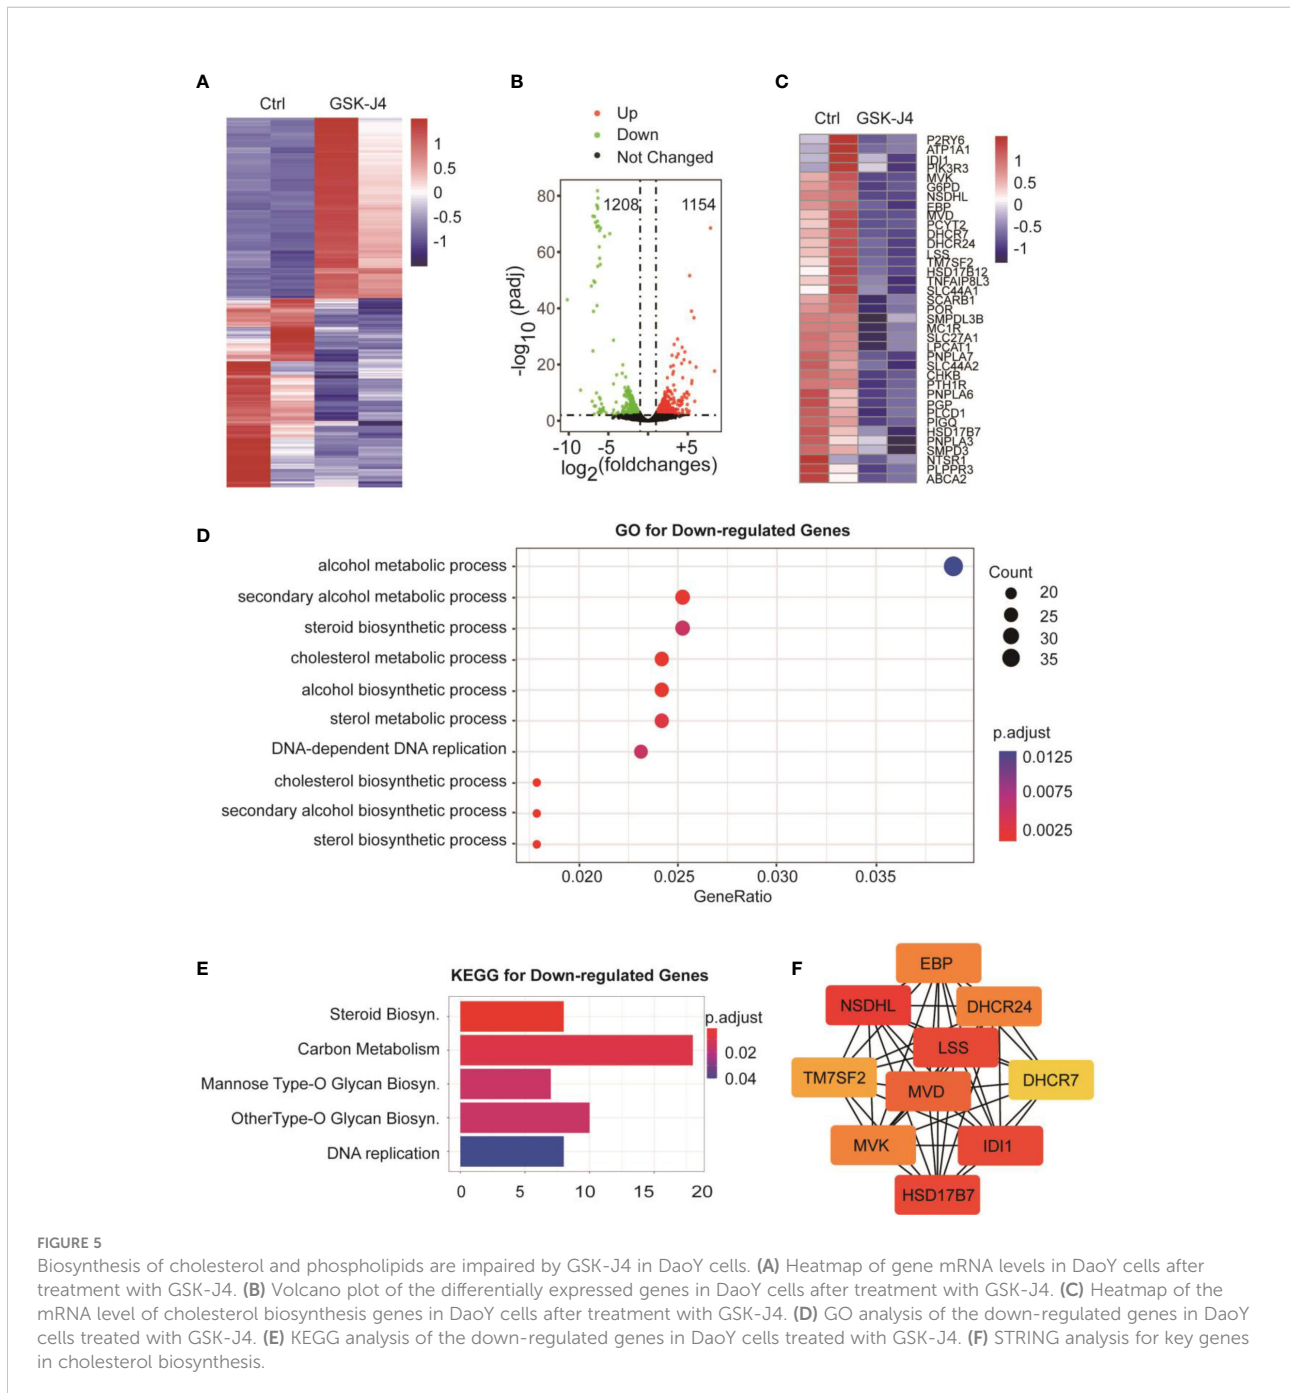 A
Ctrl GSK-J4
1
0.5
0
-0.5
-1
B
Up
Down
Not Changed
1208 1154
80
60
40
20
0
-log10 (padj)
-10 -5 +5
log2(foldchanges)
C
Ctrl GSK-J4
P2RY6
ATP1A1
IDI1
PIK3R3
MVK
G6PD
NSDHL
EBP
MVD
PCYT2
DHCR7
DHCR24
LSS
TM7SF2
HSD17B12
TNFAIP8L3
SLC44A1
SCARB1
POR
SMPDL3B
MC1R
SLC27A1
LPCAT1
PNPLA7
SLC44A2
CHKB
PTH1R
PNPLA6
PGP
PLCD1
PIGQ
HSD17B7
PNPLA3
SMPD3
NTSR1
PLPPR3
ABCA2
1
0.5
0
-0.5
-1
D
GO for Down-regulated Genes
alcohol metabolic process
secondary alcohol metabolic process
steroid biosynthetic process
cholesterol metabolic process
alcohol biosynthetic process
sterol metabolic process
DNA-dependent DNA replication
cholesterol biosynthetic process
secondary alcohol biosynthetic process
sterol biosynthetic process
0.020 0.025 0.030 0.035
GeneRatio
Count
20
25
30
35
p.adjust
0.0125
0.0075
0.0025
E
KEGG for Down-regulated Genes
Steroid Biosyn.
Carbon Metabolism
Mannose Type-O Glycan Biosyn.
OtherType-O Glycan Biosyn.
DNA replication
0 5 10 15 20
p.adjust
0.02
0.04
F
EBP
NSDHL
DHCR24
LSS
TM7SF2
DHCR7
MVD
MVK
IDI1
HSD17B7
FIGURE 5
Biosynthesis of cholesterol and phospholipids are impaired by GSK-J4 in DaoY cells. (A) Heatmap of gene mRNA levels in DaoY cells after
treatment with GSK-J4. (B) Volcano plot of the differentially expressed genes in DaoY cells after treatment with GSK-J4. (C) Heatmap of the
mRNA level of cholesterol biosynthesis genes in DaoY cells after treatment with GSK-J4. (D) GO analysis of the down-regulated genes in DaoY
cells treated with GSK-J4. (E) KEGG analysis of the down-regulated genes in DaoY cells treated with GSK-J4. (F) STRING analysis for key genes
in cholesterol biosynthesis.